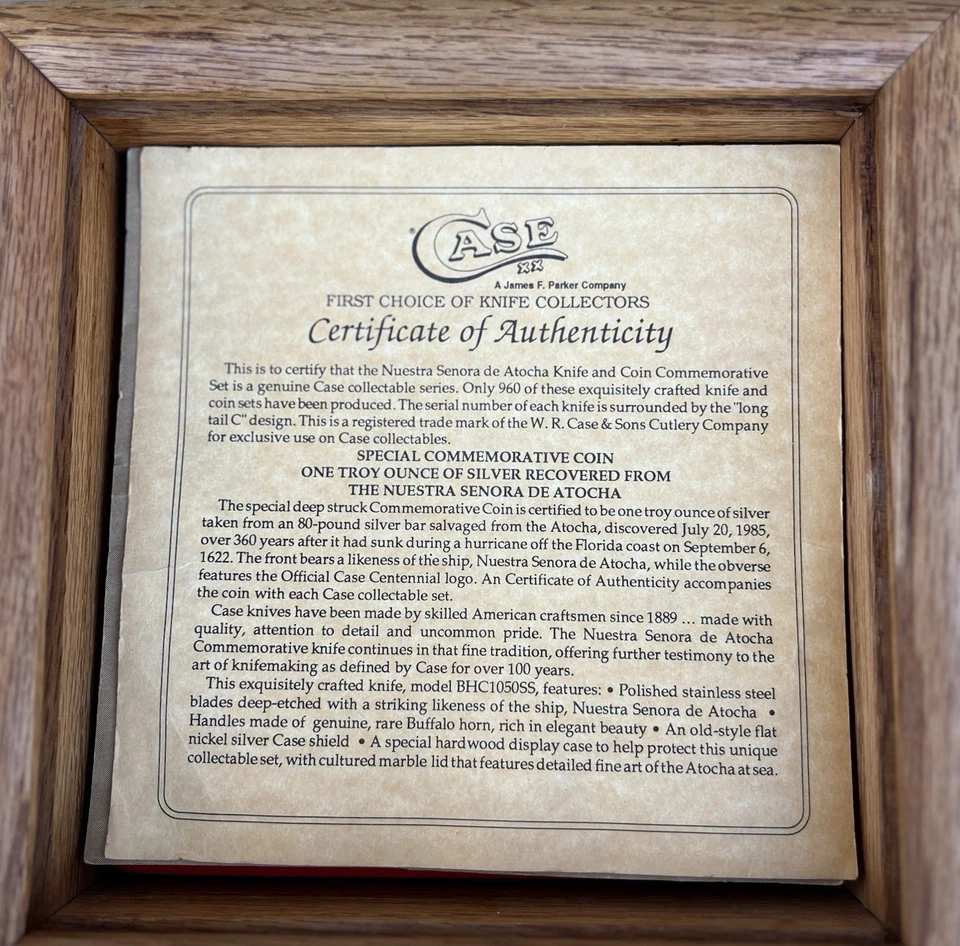 CASE
XX
A James F. Parker Company
FIRST CHOICE OF KNIFE COLLECTORS
Certificate of Authenticity
This is to certify that the Nuestra Senora de Atocha Knife and Coin Commemorative
Set is a genuine Case collectable series. Only 960 of these exquisitely crafted knife and
coin sets have been produced. The serial number of each knife is surrounded by the "long
tail C" design. This is a registered trade mark of the W. R. Case & Sons Cutlery Company
for exclusive use on Case collectables.
SPECIAL COMMEMORATIVE COIN
ONE TROY OUNCE OF SILVER RECOVERED FROM
THE NUESTRA SENORA DE ATOCHA
The special deep struck Commemorative Coin is certified to be one troy ounce of silver
taken from an 80-pound silver bar salvaged from the Atocha, discovered July 20, 1985,
over 360 years after it had sunk during a hurricane off the Florida coast on September 6,
1622. The front bears a likeness of the ship, Nuestra Senora de Atocha, while the obverse
features the Official Case Centennial logo. An Certificate of Authenticity accompanies
the coin with each Case collectable set.
Case knives have been made by skilled American craftsmen since 1889 ... made with
quality, attention to detail and uncommon pride. The Nuestra Senora de Atocha
Commemorative knife continues in that fine tradition, offering further testimony to the
art of knifemaking as defined by Case for over 100 years.
This exquisitely crafted knife, model BHC1050SS, features: • Polished stainless steel
blades deep-etched with a striking likeness of the ship, Nuestra Senora de Atocha •
Handles made of genuine, rare Buffalo horn, rich in elegant beauty • An old-style flat
nickel silver Case shield • A special hardwood display case to help protect this unique
collectable set, with cultured marble lid that features detailed fine art of the Atocha at sea.